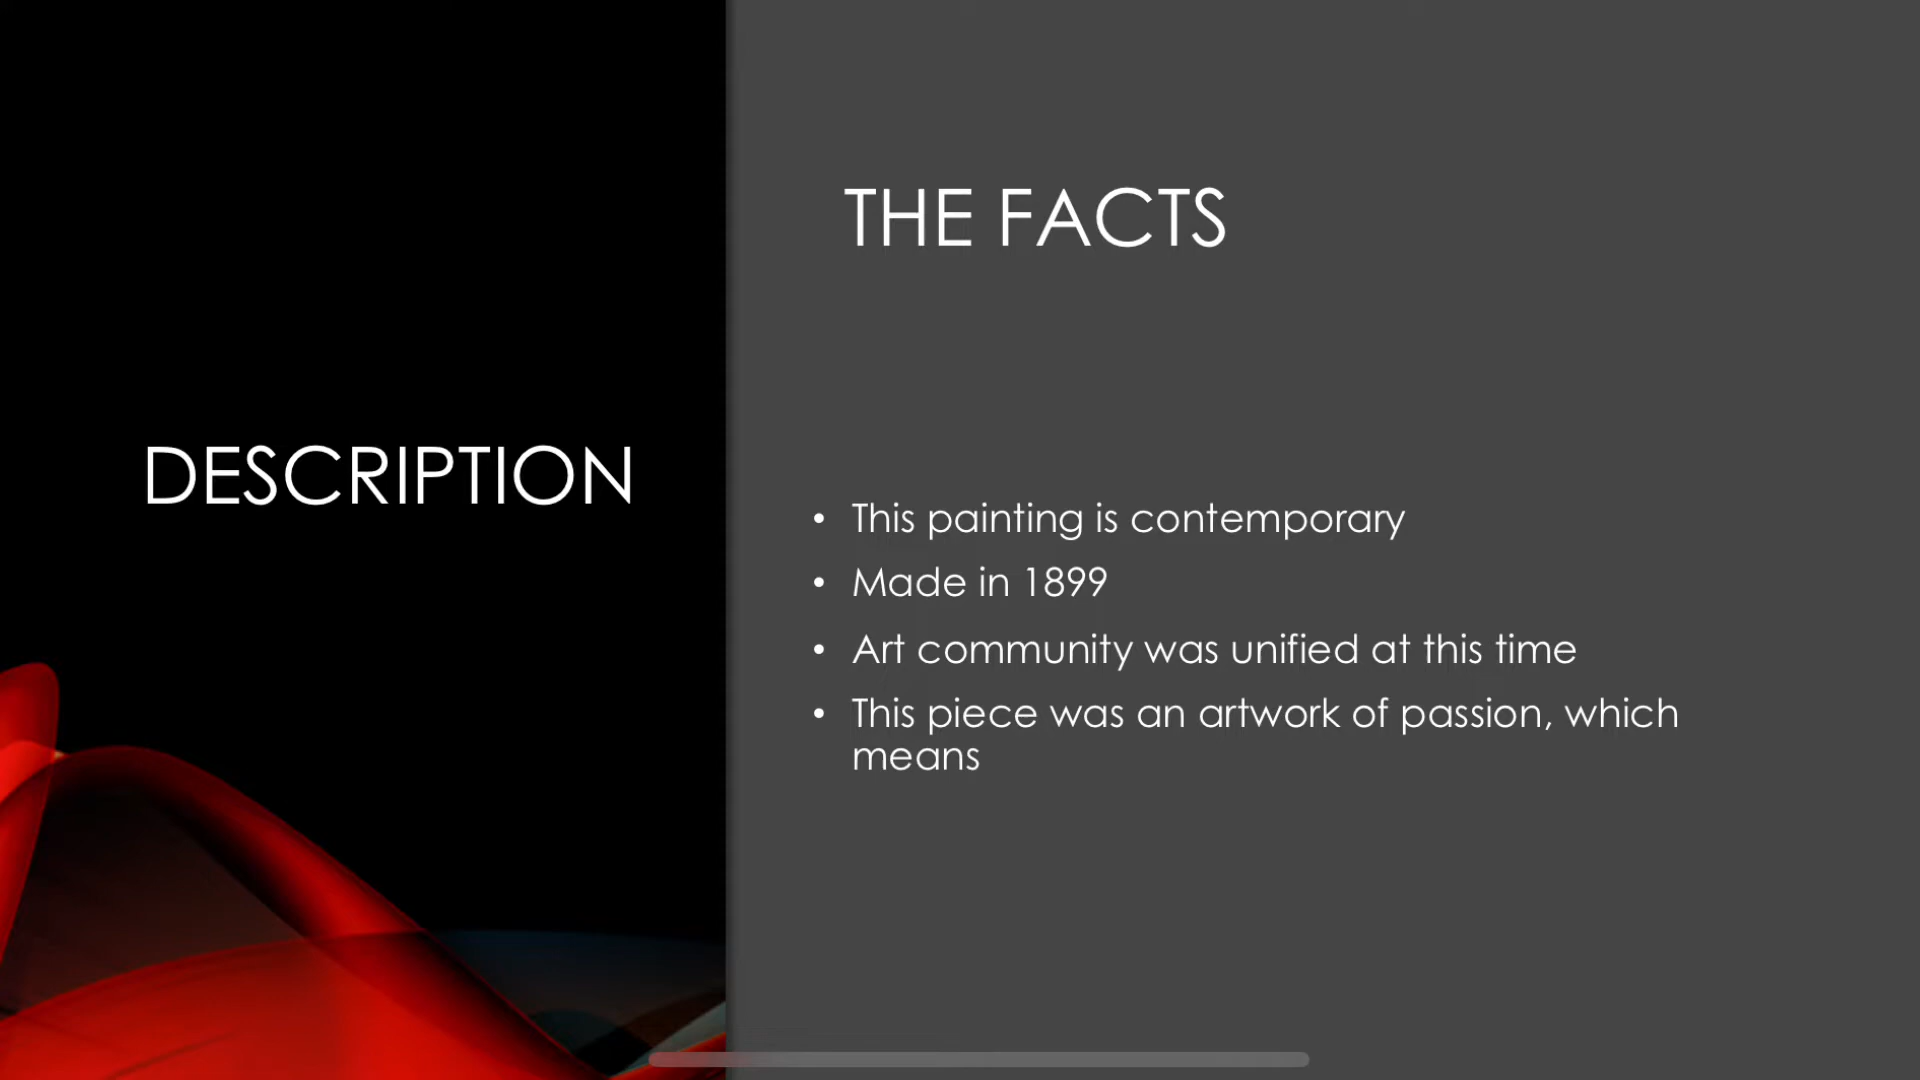 DESCRIPTION
THE FACTS
• This painting is contemporary
• Made in 1899
• Art community was unified at this time
• This piece was an artwork of passion, which
means